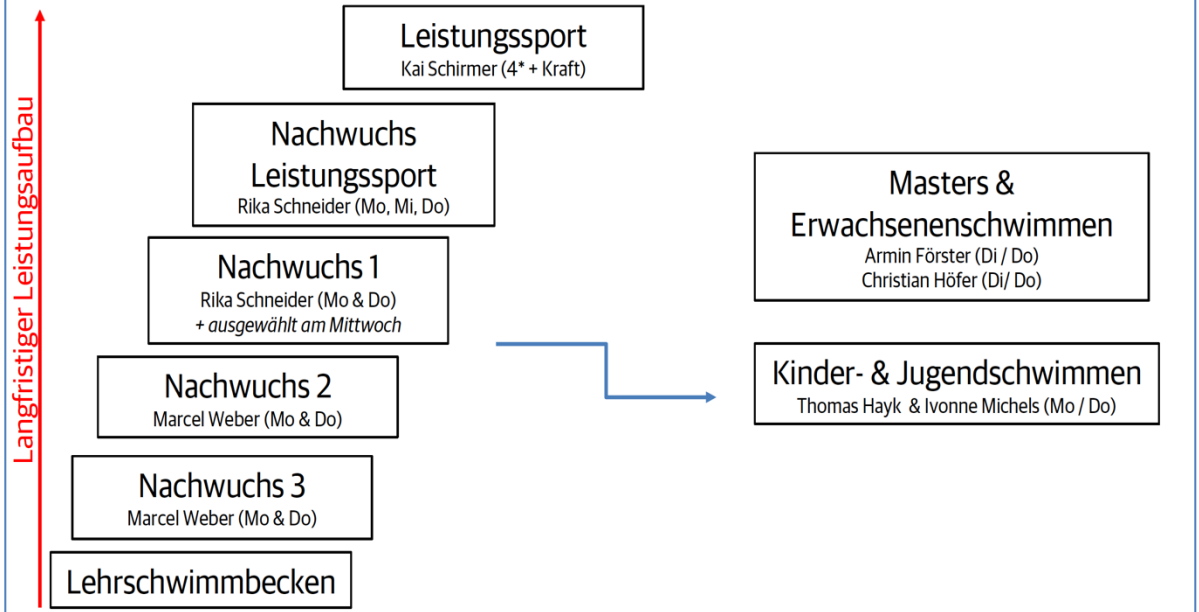 Langfristiger Leistungsaufbau
Leistungssport
Kai Schirmer (4* + Kraft)
Nachwuchs
Leistungssport
Rika Schneider (Mo, Mi, Do)
Nachwuchs 1
Rika Schneider (Mo & Do)
+ ausgewählt am Mittwoch
Nachwuchs 2
Marcel Weber (Mo & Do)
Nachwuchs 3
Marcel Weber (Mo & Do)
Lehrschwimmbecken
Masters &
Erwachsenenschwimmen
Armin Förster (Di / Do)
Christian Höfer (Di/ Do)
Kinder- & Jugendschwimmen
Thomas Hayk & Ivonne Michels (Mo / Do)